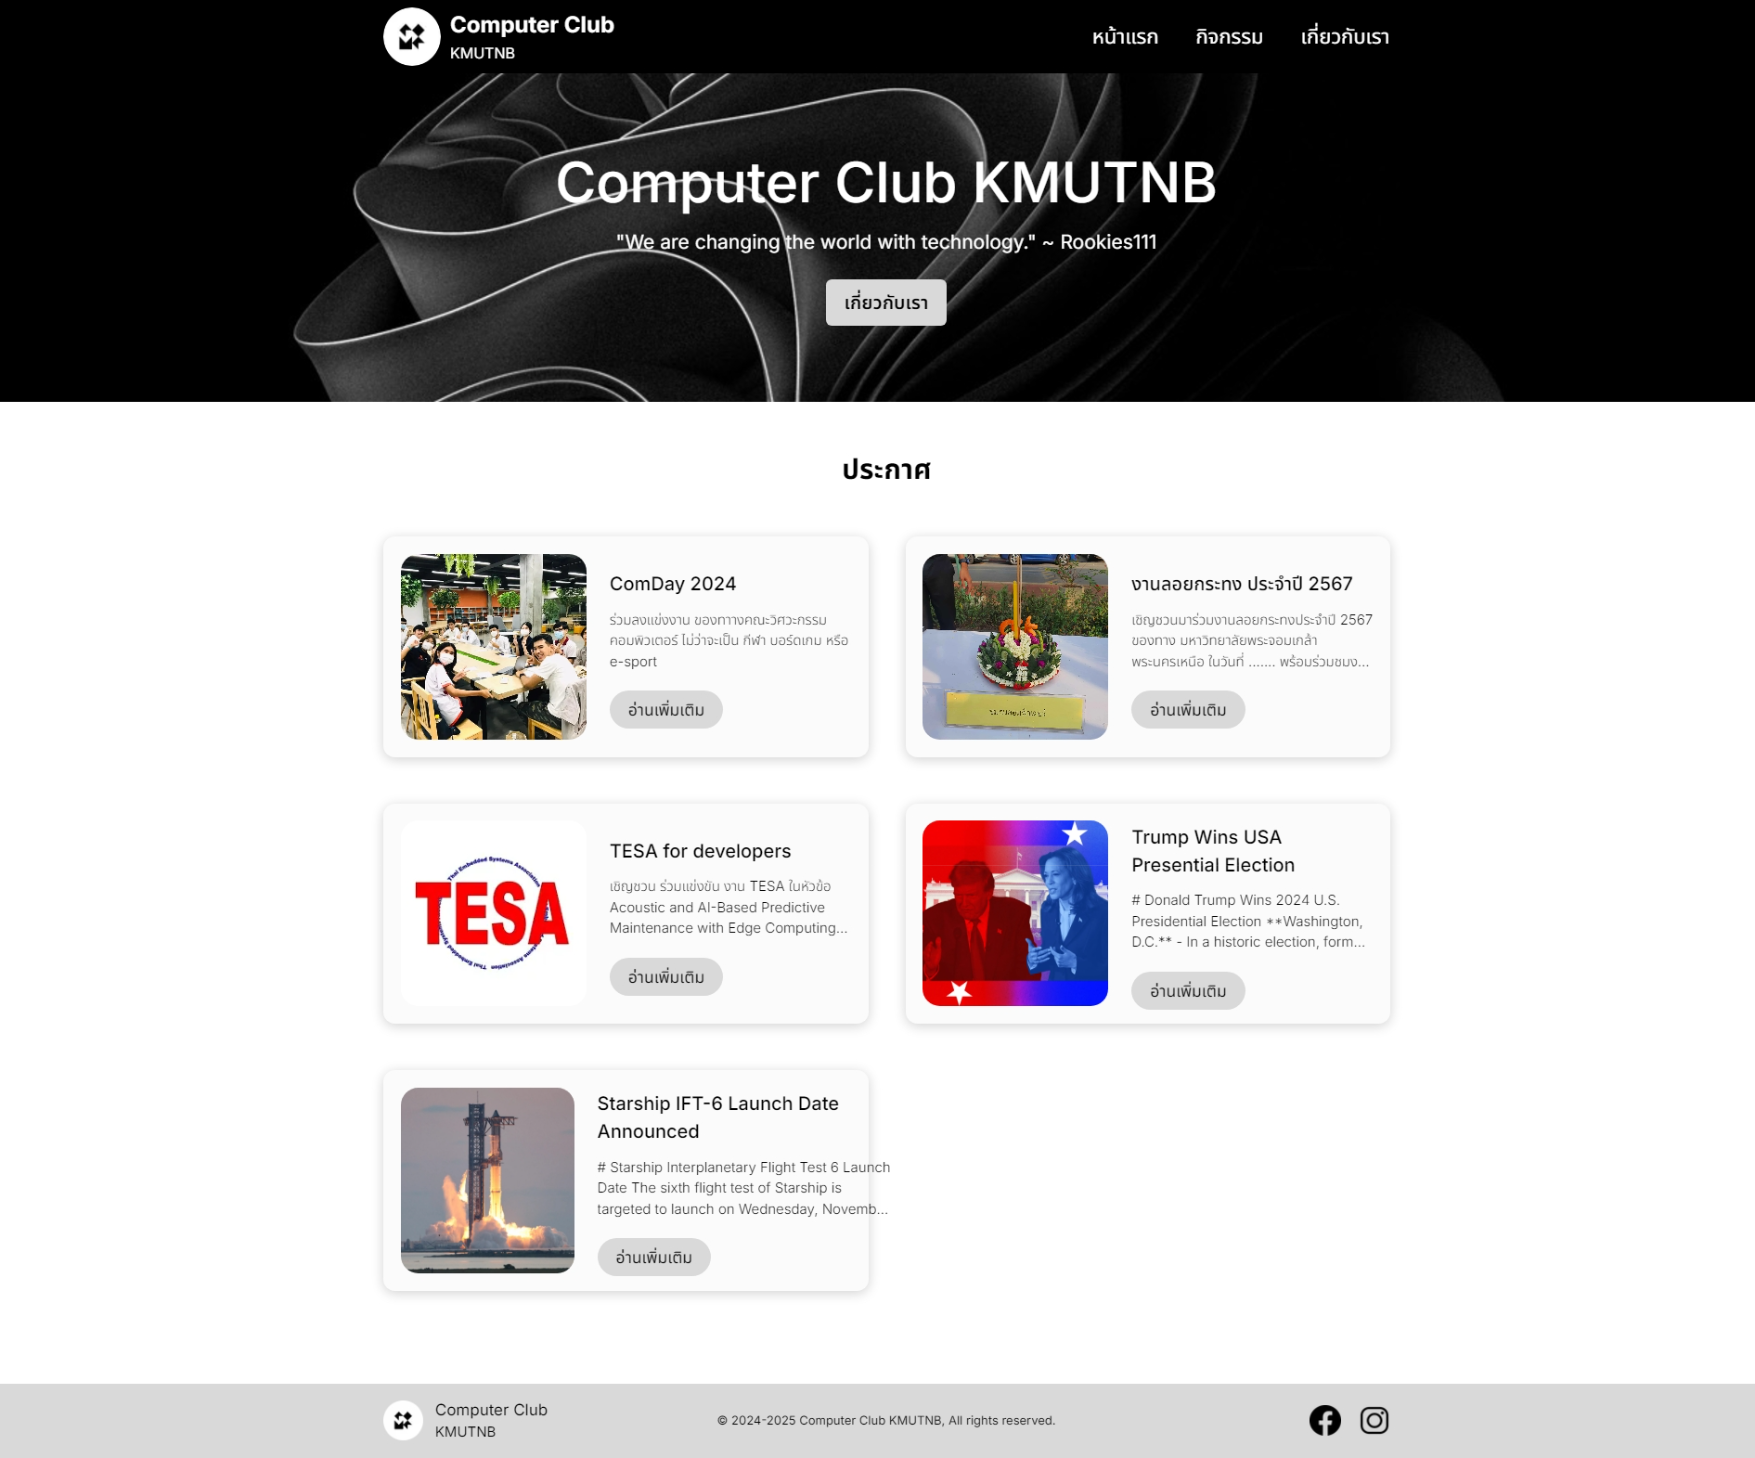 Computer Club
KMUTNB
หน้าแรก
กิจกรรม
เกี่ยวกับเรา
Computer Club KMUTNB
"We are changing the world with technology." ~ Rookies111
เกี่ยวกับเรา
ประกาศ
ComDay 2024
ร่วมลงแข่งงาน ของทาางคณะวิศวะกรรม
คอมพิวเตอร์ ไม่ว่าจะเป็น กีฬา บอร์ดเกม หรือ
e-sport
อ่านเพิ่มเติม
งานลอยกระทง ประจำปี 2567
เชิญชวนมาร่วมงานลอยกระทงประจำปี 2567
ของทาง มหาวิทยาลัยพระจอมเกล้า
พระนครเหนือ ในวันที่ ....... พร้อมร่วมชมง...
อ่านเพิ่มเติม
TESA
Thai Embedded Systems Association
TESA for developers
เชิญชวน ร่วมแข่งขัน งาน TESA ในหัวข้อ
Acoustic and AI-Based Predictive
Maintenance with Edge Computing...
อ่านเพิ่มเติม
Trump Wins USA
Presential Election
# Donald Trump Wins 2024 U.S.
Presidential Election **Washington,
D.C.** - In a historic election, form...
อ่านเพิ่มเติม
Starship IFT-6 Launch Date
Announced
# Starship Interplanetary Flight Test 6 Launch
Date The sixth flight test of Starship is
targeted to launch on Wednesday, Novemb...
อ่านเพิ่มเติม
Computer Club
KMUTNB
© 2024-2025 Computer Club KMUTNB, All rights reserved.